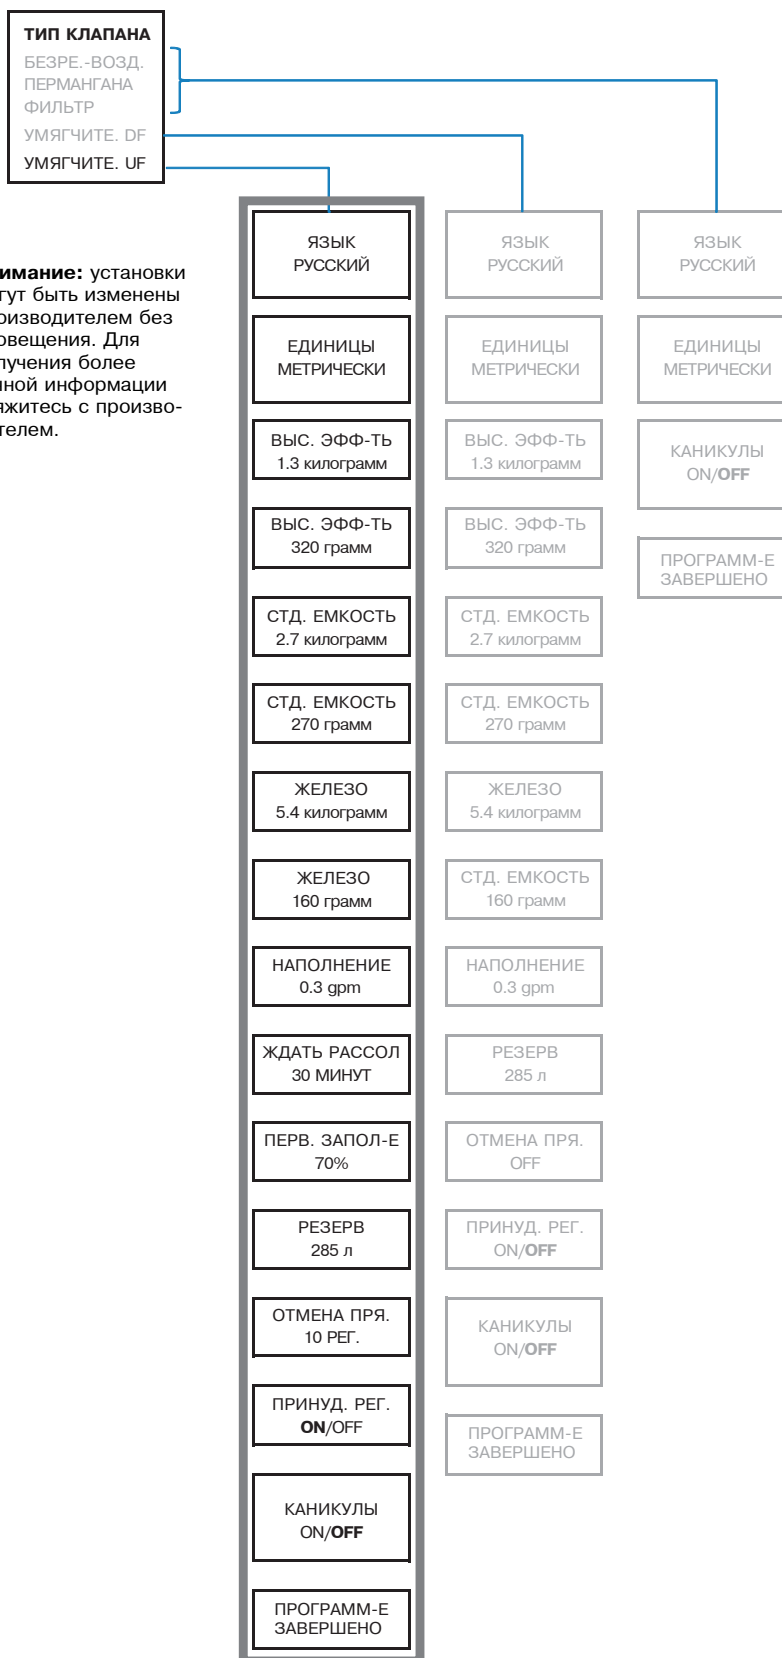 ТИП КЛАПАНА
БЕЗРЕ.-ВОЗД.
ПЕРМАНГАНА
ФИЛЬТР
УМЯГЧИТЕ. DF
УМЯГЧИТЕ. UF
имание: установки
гут быть изменены
оизводителем без
овещения. Для
лучения более
чной информации
яжитесь с произво-
телем.
ЯЗЫК
РУССКИЙ
ЕДИНИЦЫ
МЕТРИЧЕСКИ
ВЫС. ЭФФ-ТЬ
1.3 килограмм
ВЫС. ЭФФ-ТЬ
320 грамм
СТД. ЕМКОСТЬ
2.7 килограмм
СТД. ЕМКОСТЬ
270 грамм
ЖЕЛЕЗО
5.4 килограмм
ЖЕЛЕЗО
160 грамм
НАПОЛНЕНИЕ
0.3 gpm
ЖДАТЬ РАССОЛ
30 МИНУТ
ПЕРВ. ЗАПОЛ-Е
70%
РЕЗЕРВ
285 л
ОТМЕНА ПРЯ.
10 РЕГ.
ПРИНУД. РЕГ.
ON/OFF
КАНИКУЛЫ
ON/OFF
ПРОГРАММ-Е
ЗАВЕРШЕНО
ЯЗЫК
РУССКИЙ
ЕДИНИЦЫ
МЕТРИЧЕСКИ
ВЫС. ЭФФ-ТЬ
1.3 килограмм
ВЫС. ЭФФ-ТЬ
320 грамм
СТД. ЕМКОСТЬ
2.7 килограмм
СТД. ЕМКОСТЬ
270 грамм
ЖЕЛЕЗО
5.4 килограмм
СТД. ЕМКОСТЬ
160 грамм
НАПОЛНЕНИЕ
0.3 gpm
РЕЗЕРВ
285 л
ОТМЕНА ПРЯ.
OFF
ПРИНУД. РЕГ.
ON/OFF
КАНИКУЛЫ
ON/OFF
ПРОГРАММ-Е
ЗАВЕРШЕНО
ЯЗЫК
РУССКИЙ
ЕДИНИЦЫ
МЕТРИЧЕСКИ
КАНИКУЛЫ
ON/OFF
ПРОГРАММ-Е
ЗАВЕРШЕНО